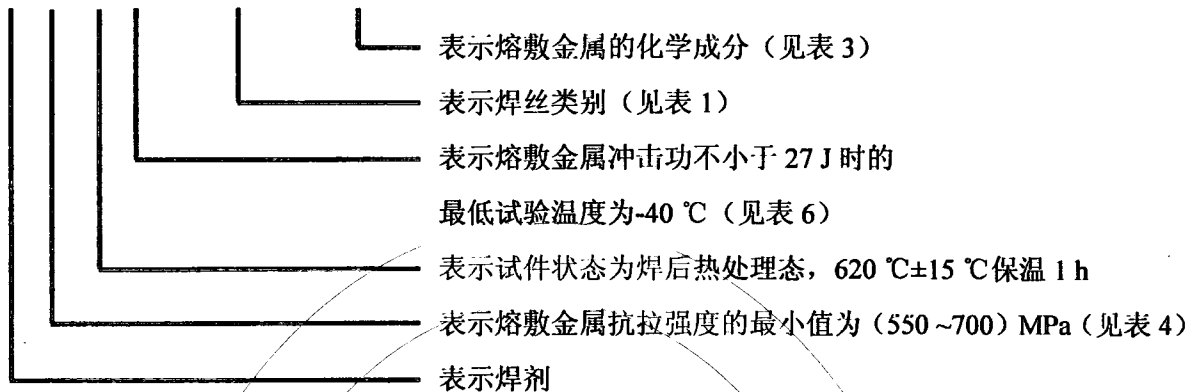 表示熔敷金属的化学成分（见表 3）
表示焊丝类别（见表 1）
表示熔敷金属冲击功不小于 27 J 时的
最低试验温度为-40 ℃（见表 6）
表示试件状态为焊后热处理态，620 ℃±15 ℃保温 1 h
表示熔敷金属抗拉强度的最小值为（550 ~700）MPa（见表 4）
表示焊剂